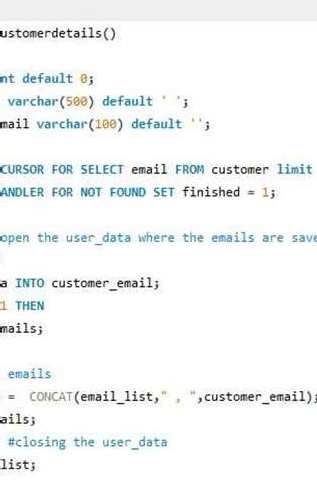 ustomerdetails()
nt default 0;
varchar(500) default ' ';
mail varchar(100) default '';
CURSOR FOR SELECT email FROM customer limit
ANDLER FOR NOT FOUND SET finished = 1;
open the user_data where the emails are save
a INTO customer_email;
1 THEN
mails;
emails
= CONCAT(email_list," , ",customer_email);
ails;
#closing the user_data
list;